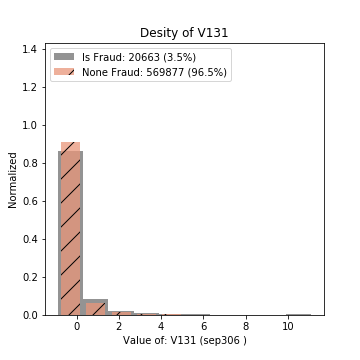 Desity of V131
Is Fraud: 20663 (3.5%)
None Fraud: 569877 (96.5%)
Normalized
1.4
1.2
1.0
0.8
0.6
0.4
0.2
0.0
0 2 4 6 8 10
Value of: V131 (sep306 )